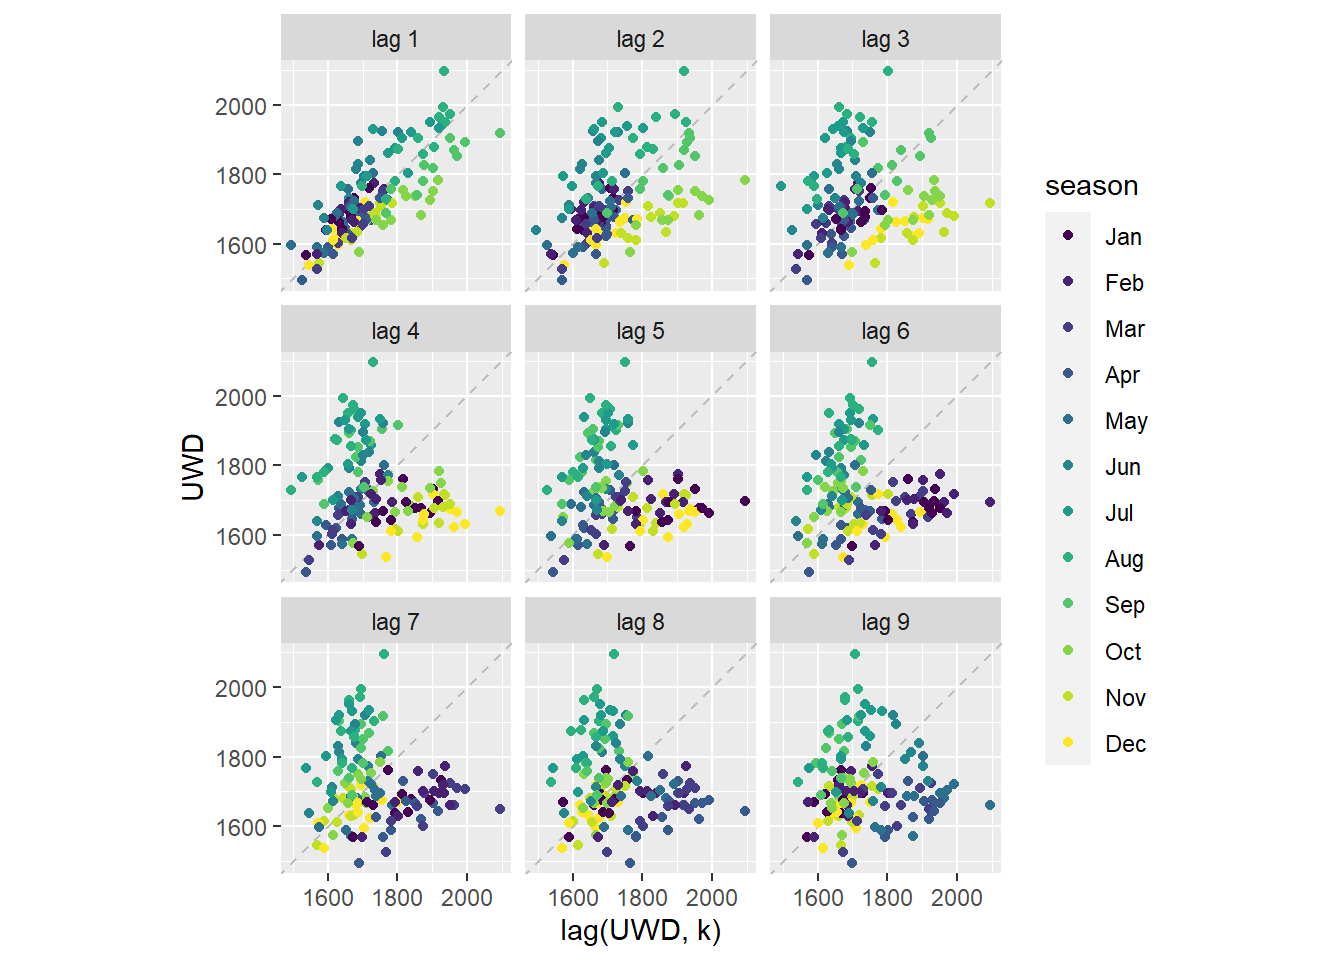 lag 1 lag 2 lag 3
2000
1800
1600
season
Jan
Feb
Mar
Apr
May
Jun
Jul
Aug
Sep
Oct
Nov
Dec
lag 4 lag 5 lag 6
UWD
2000
1800
1600
lag 7 lag 8 lag 9
2000
1800
1600
1600 1800 2000 1600 1800 2000 1600 1800 2000
lag(UWD, k)